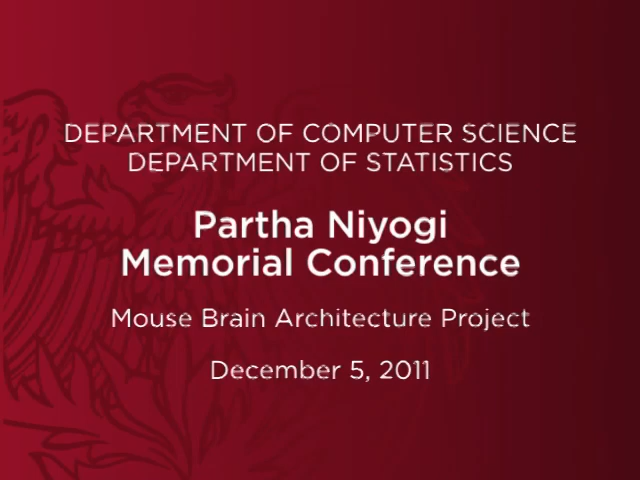 DEPARTMENT OF COMPUTER SCIENCE
DEPARTMENT OF STATISTICS
Partha Niyogi
Memorial Conference
Mouse Brain Architecture Project
December 5, 2011